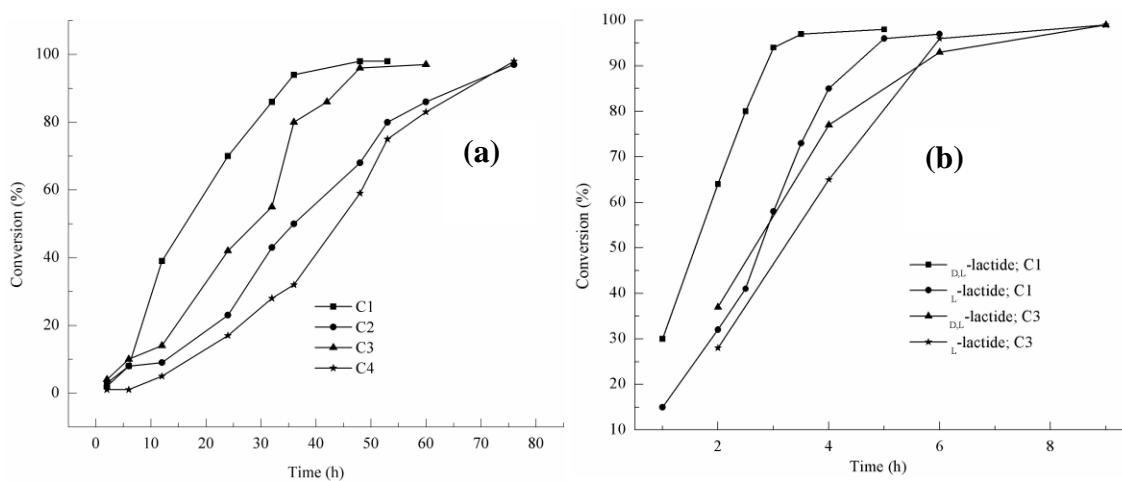 (a)
Conversion (%)
100
80
60
40
20
0
C1
C2
C3
C4
0 10 20 30 40 50 60 70 80
Time (h)
(b)
Conversion (%)
100
90
80
70
60
50
40
30
20
10
D,L-lactide; C1
L-lactide; C1
D,L-lactide; C3
L-lactide; C3
2 4 6 8
Time (h)